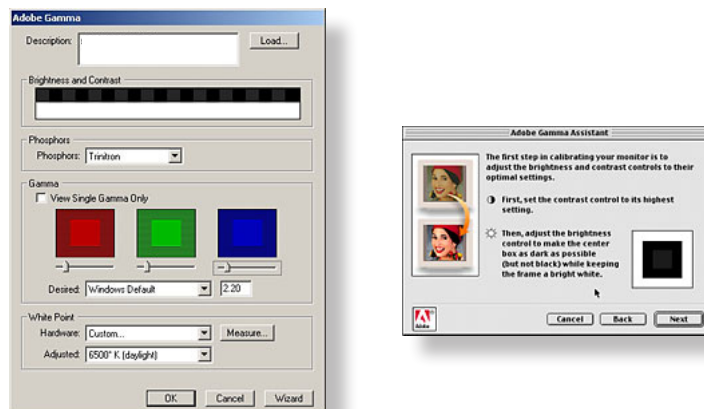 Adobe Gamma
Description:
Load...
Brightness and Contrast
Phosphors
Phosphors: Trinitron
Gamma
View Single Gamma Only
Desired: Windows Default 2.20
White Point
Hardware: Custom... Measure...
Adjusted: 6500° K (daylight)
OK Cancel Wizard
Adobe Gamma Assistant
The first step in calibrating your monitor is to
adjust the brightness and contrast controls to their
optimal settings.
First, set the contrast control to its highest
setting.
Then, adjust the brightness
control to make the center
box as dark as possible
(but not black) while keeping
the frame a bright white.
Adobe
Cancel Back Next